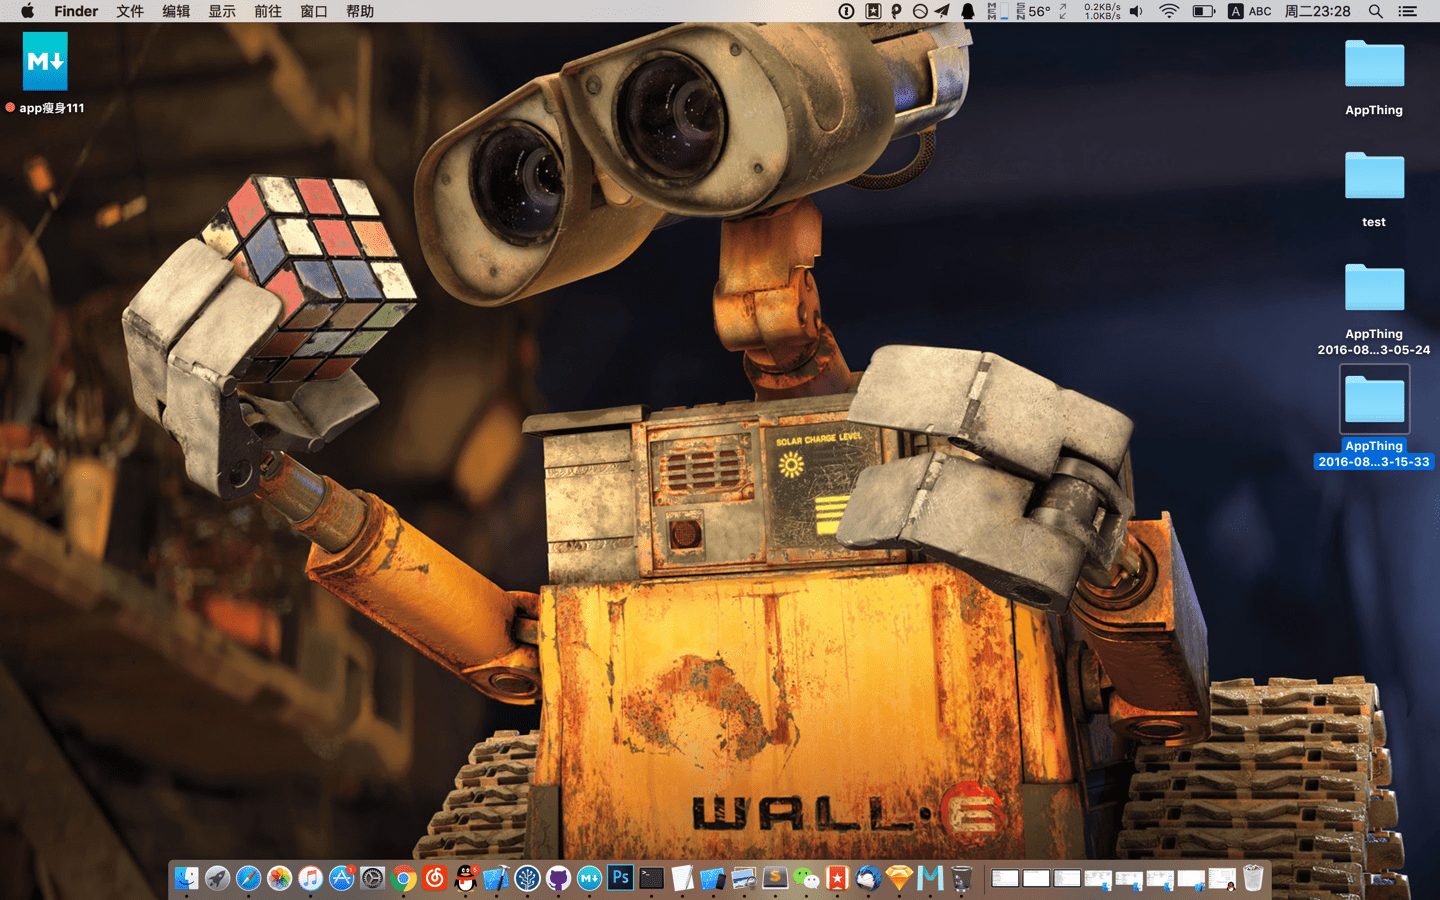 Finder 文件 编辑 显示 前往 窗口 帮助
56° 0.2KB/s
1.0KB/s
A ABC 周二23:28
M
app瘦身111
AppThing
test
AppThing
2016-08...3-05-24
AppThing
2016-08...3-15-33
SOLAR CHARGE LEVEL
WALL·E
Ps
S